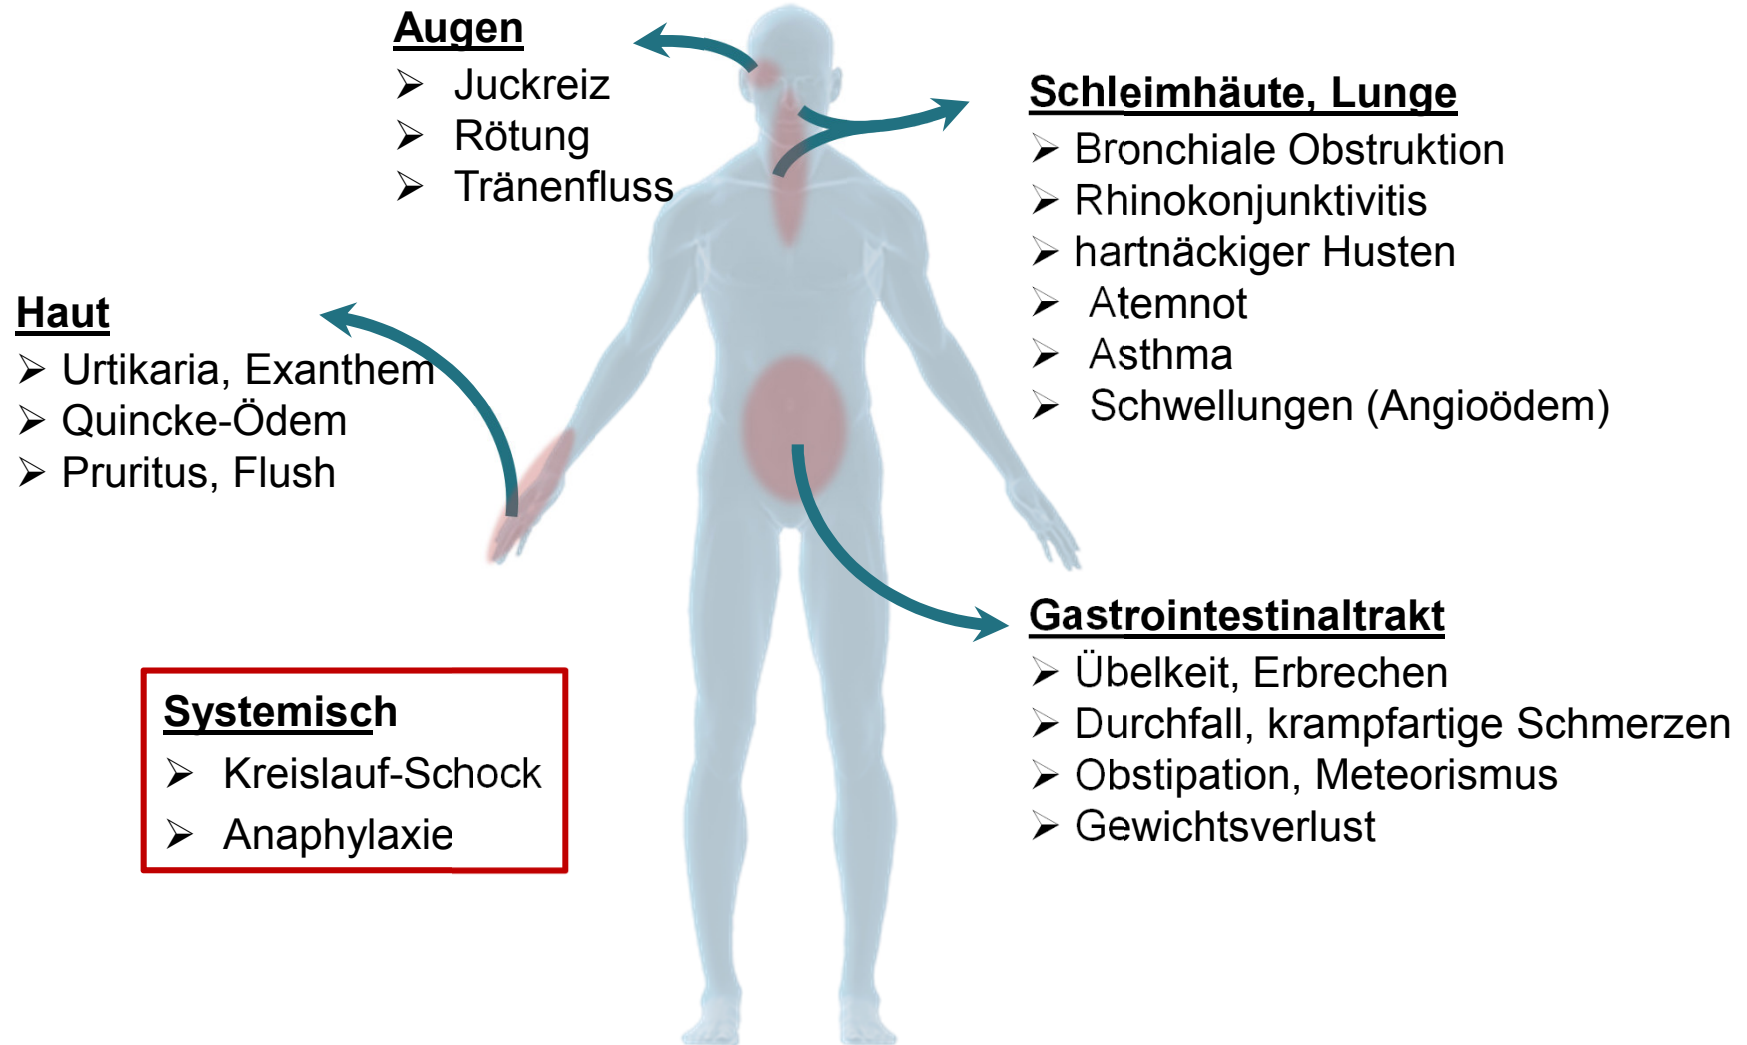 Augen
➢ Juckreiz
➢ Rötung
➢ Tränenfluss
Schleimhäute, Lunge
➢ Bronchiale Obstruktion
➢ Rhinokonjunktivitis
➢ hartnäckiger Husten
➢ Atemnot
➢ Asthma
➢ Schwellungen (Angioödem)
Haut
➢ Urtikaria, Exanthem
➢ Quincke-Ödem
➢ Pruritus, Flush
Gastrointestinaltrakt
➢ Übelkeit, Erbrechen
➢ Durchfall, krampfartige Schmerzen
➢ Obstipation, Meteorismus
➢ Gewichtsverlust
Systemisch
➢ Kreislauf-Schock
➢ Anaphylaxie